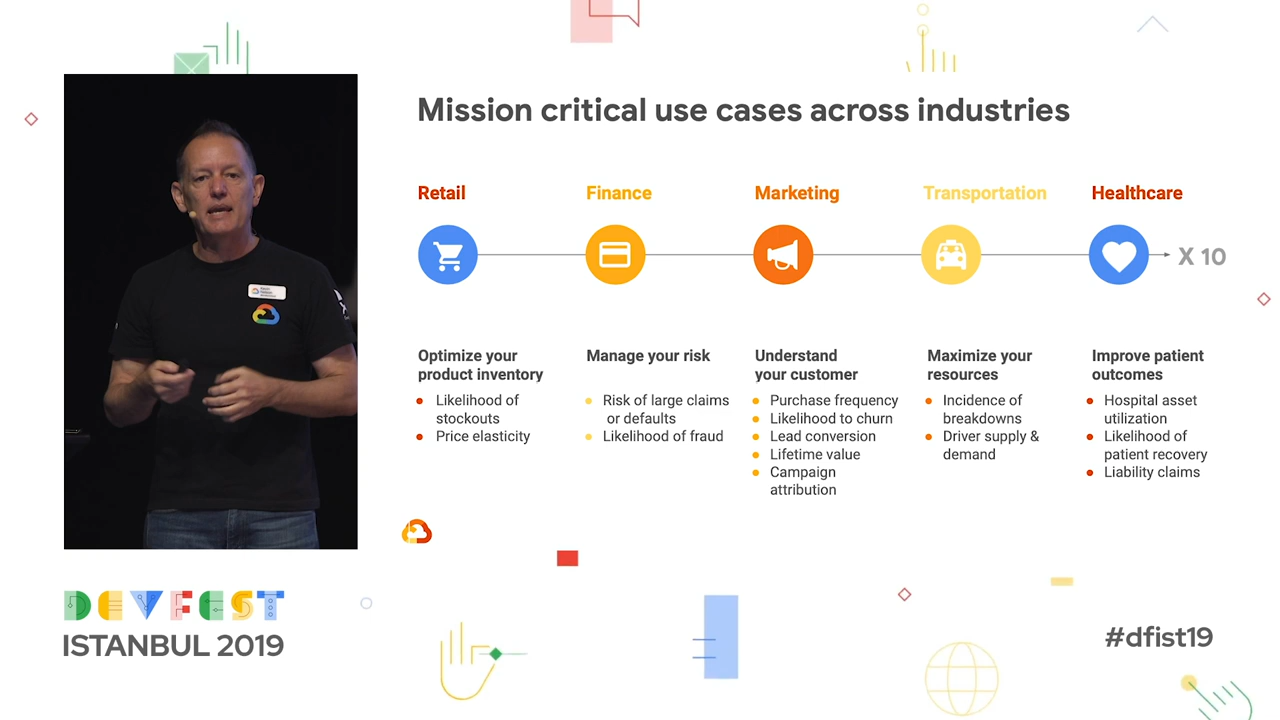 Mission critical use cases across industries
Retail
Finance
Marketing
Transportation
Healthcare
X 10
Optimize your
product inventory
Likelihood of
stockouts
Price elasticity
Manage your risk
Risk of large claims
or defaults
Likelihood of fraud
Understand
your customer
Purchase frequency
Likelihood to churn
Lead conversion
Lifetime value
Campaign
attribution
Maximize your
resources
Incidence of
breakdowns
Driver supply &
demand
Improve patient
outcomes
Hospital asset
utilization
Likelihood of
patient recovery
Liability claims
DEVFEST
ISTANBUL 2019
#dfist19